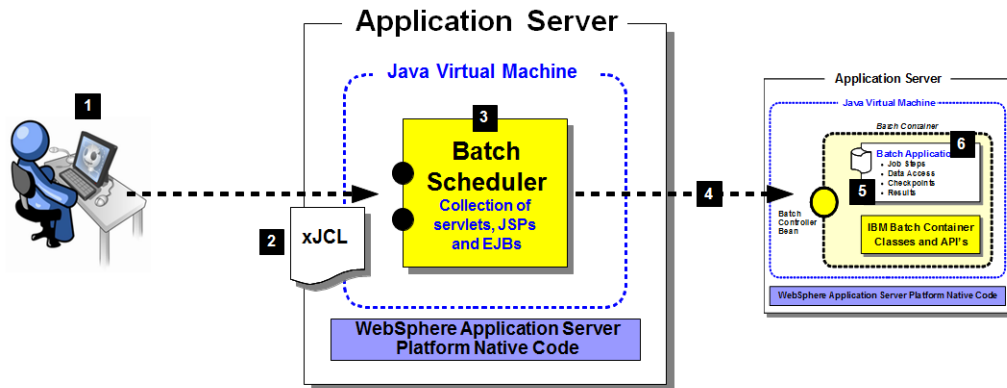 Application Server
Java Virtual Machine
1
2
xJCL
3
Batch
Scheduler
Collection of
servlets, JSPs
and EJBs
WebSphere Application Server
Platform Native Code
4
Application Server
Java Virtual Machine
Batch Container
6
Batch Application
• Job Steps
• Data Access
• Checkpoints
• Results
5
Batch
Controller
Bean
IBM Batch Container
Classes and API's
WebSphere Application Server Platform Native Code